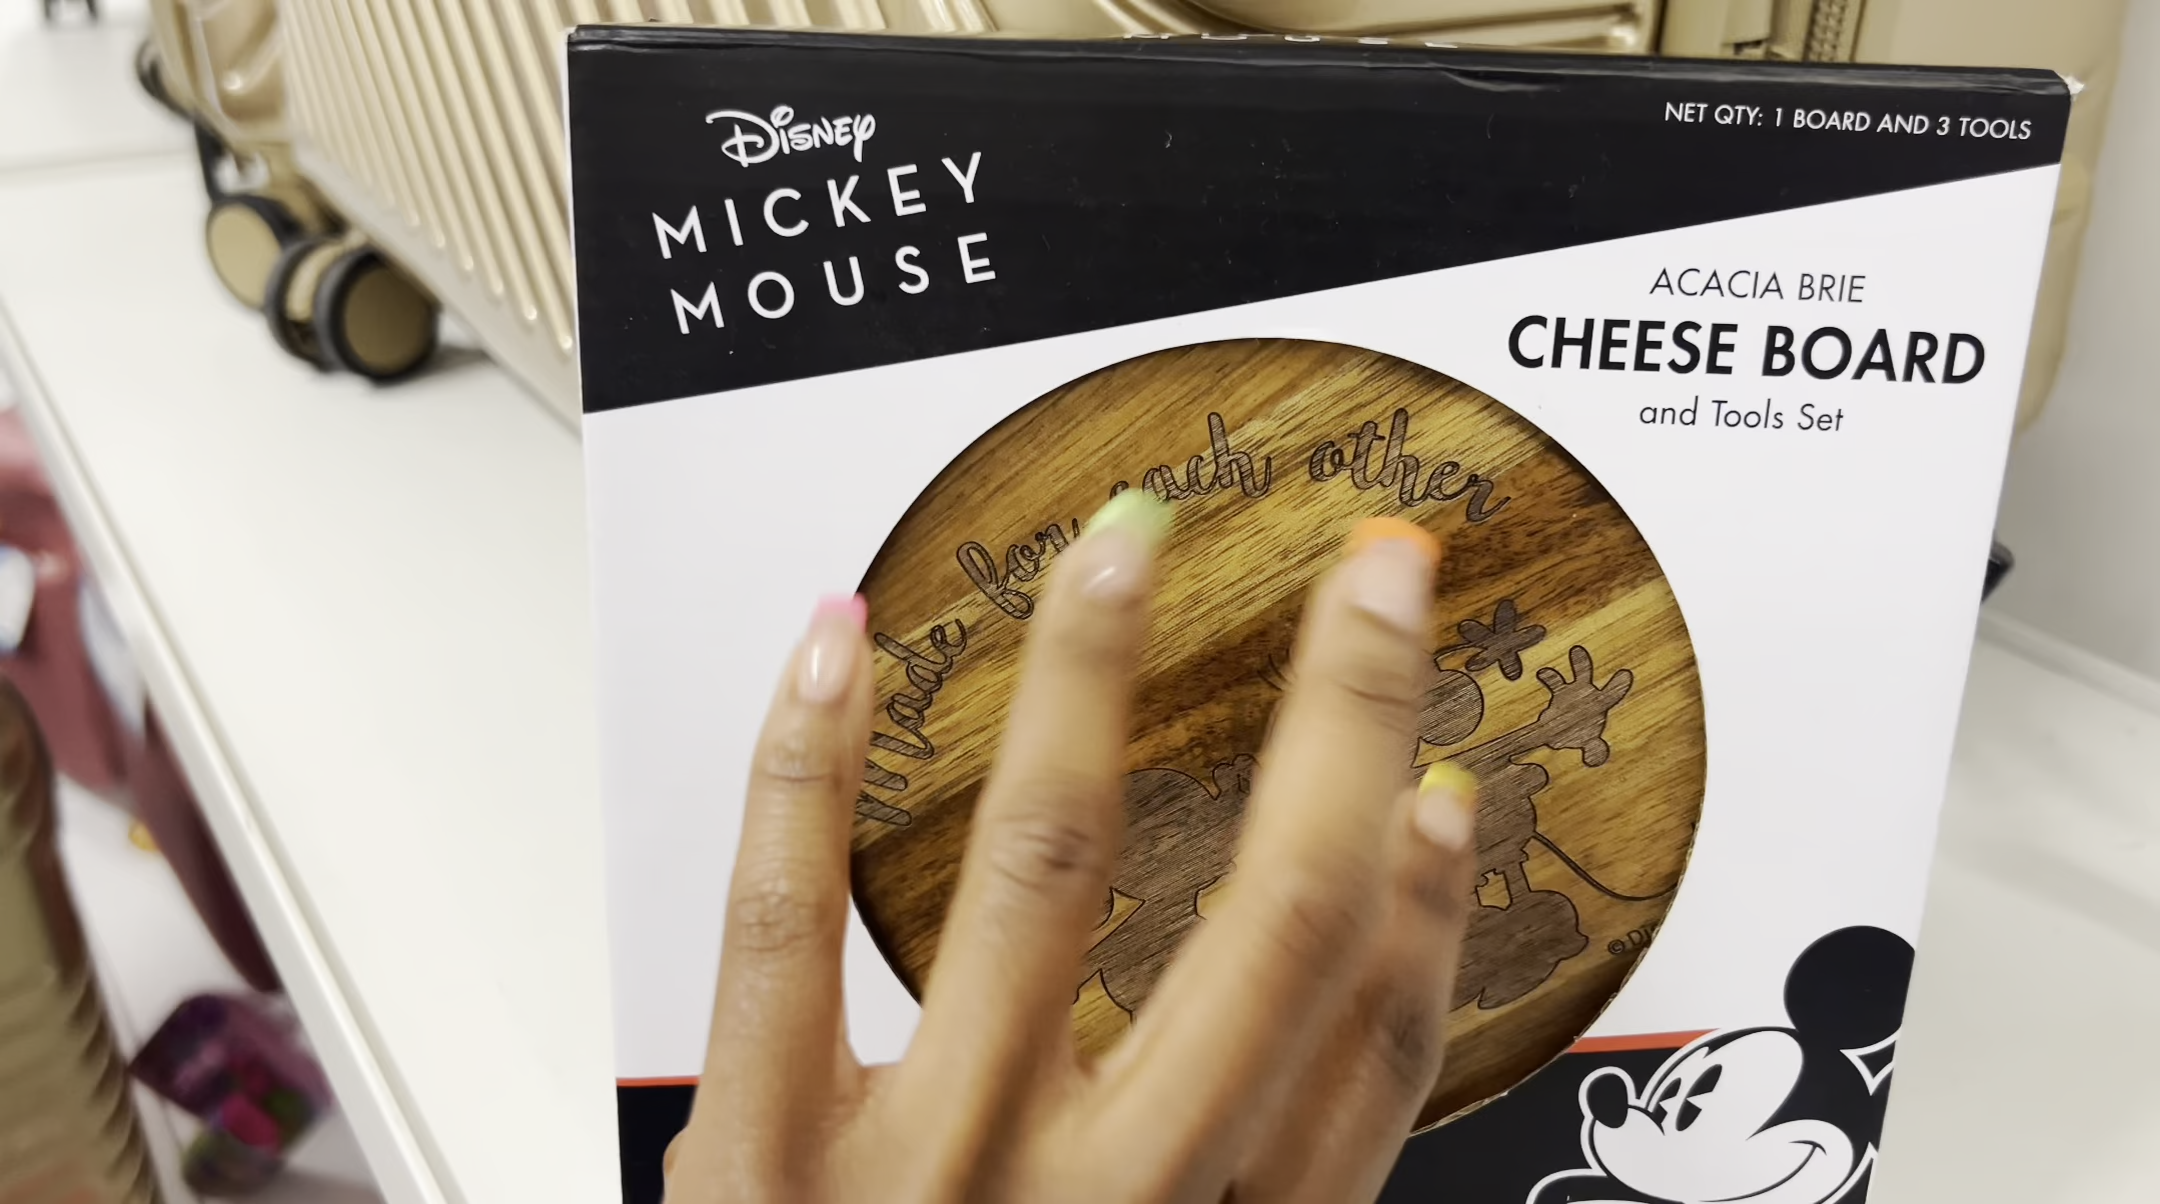 Disney
MICKEY
MOUSE
NET QTY: 1 BOARD AND 3 TOOLS
ACACIA BRIE
CHEESE BOARD
and Tools Set
Made for each other